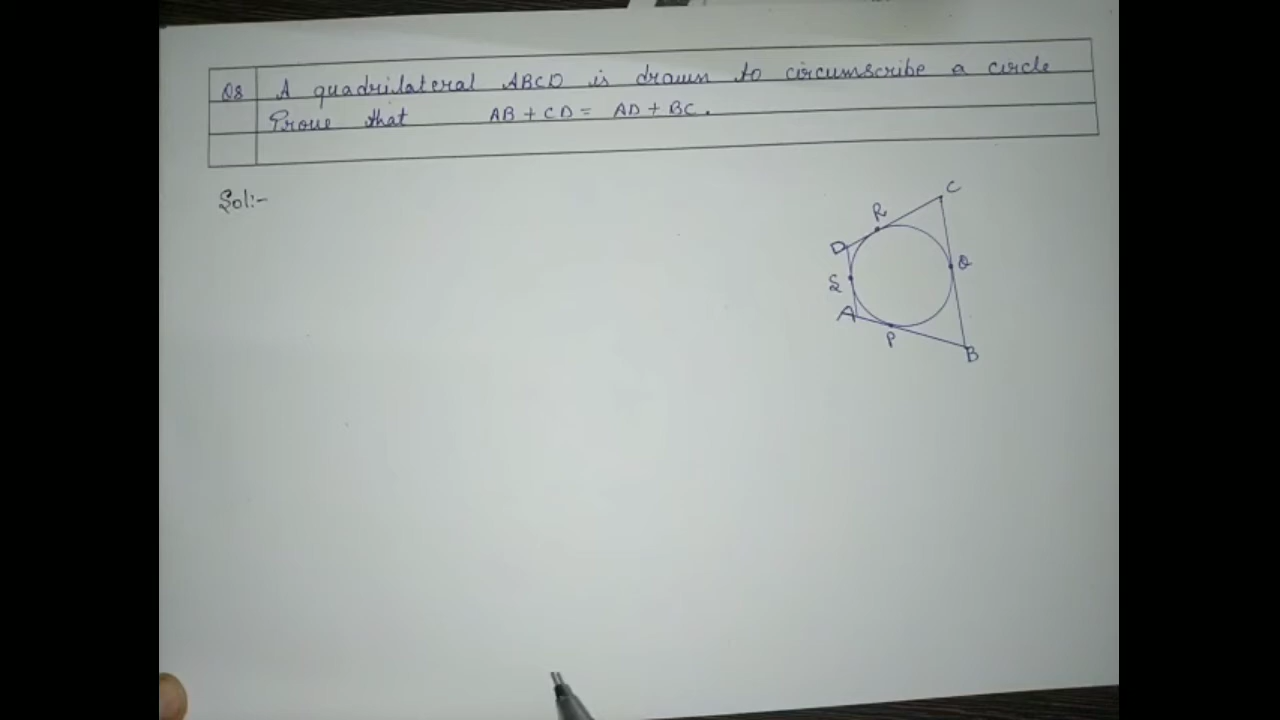 Q8 A quadrilateral ABCD is drawn to circumscribe a circle
Prove that AB + CD = AD + BC.
Sol:-
C
R
D
Q
S
A
P
B